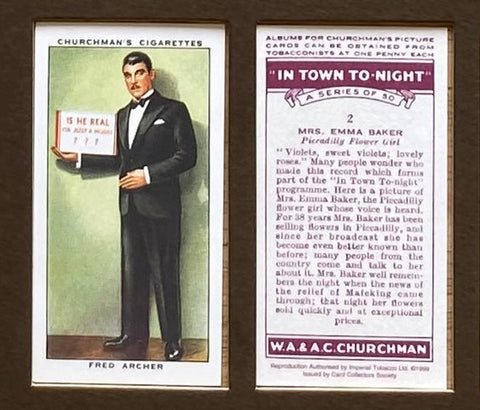 CHURCHMAN'S CIGARETTES
IS HE REAL
OR JUST A MODEL
? ? ?
FRED ARCHER
ALBUMS FOR CHURCHMAN'S PICTURE
CARDS CAN BE OBTAINED FROM
TOBACCONISTS AT ONE PENNY EACH
"IN TOWN TO-NIGHT"
A SERIES OF 50
2
MRS. EMMA BAKER
Picadilly Flower Girl
"Violets, sweet violets; lovely
roses." Many people wonder who
made this record which forms
part of the "In Town To-night"
programme. Here is a picture of
Mrs. Emma Baker, the Piccadilly
flower girl whose voice is heard.
For 38 years Mrs. Baker has been
selling flowers in Piccadilly, and
since her broadcast she has
become even better known than
before; many people from the
country come and talk to her
about it. Mrs. Baker well remem-
bers the night when the news of
the relief of Mafeking came
through; that night her flowers
sold quickly and at exceptional
prices.
W.A.& A.C. CHURCHMAN
Reproduction Authorised by Imperial Tobacco Ltd. ©1999
Issued by Card Collectors Society